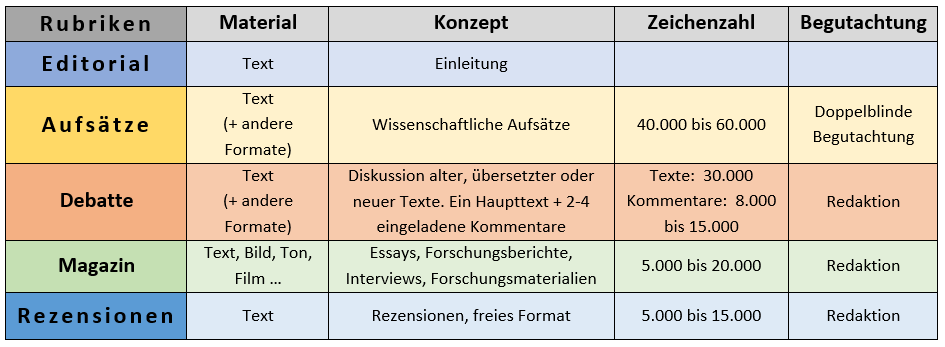 Rubriken Material Konzept Zeichenzahl Begutachtung
Editorial Text Einleitung
Aufsätze Text
(+ andere
Formate) Wissenschaftliche Aufsätze 40.000 bis 60.000 Doppelblinde
Begutachtung
Debatte Text
(+ andere
Formate) Diskussion alter, übersetzter oder
neuer Texte. Ein Haupttext + 2-4
eingeladene Kommentare Texte: 30.000
Kommentare: 8.000
bis 15.000 Redaktion
Magazin Text, Bild, Ton,
Film ... Essays, Forschungsberichte,
Interviews, Forschungsmaterialien 5.000 bis 20.000 Redaktion
Rezensionen Text Rezensionen, freies Format 5.000 bis 15.000 Redaktion